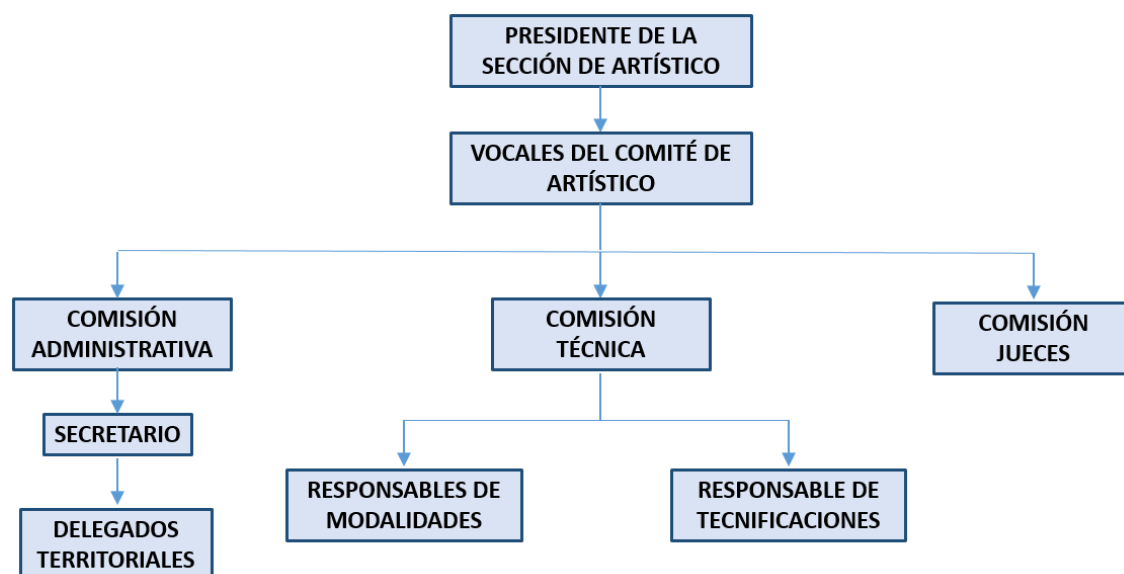 PRESIDENTE DE LA
SECCIÓN DE ARTÍSTICO
VOCALES DEL COMITÉ DE
ARTÍSTICO
COMISIÓN
ADMINISTRATIVA
COMISIÓN
TÉCNICA
COMISIÓN
JUECES
SECRETARIO
RESPONSABLES DE
MODALIDADES
RESPONSABLE DE
TECNIFICACIONES
DELEGADOS
TERRITORIALES